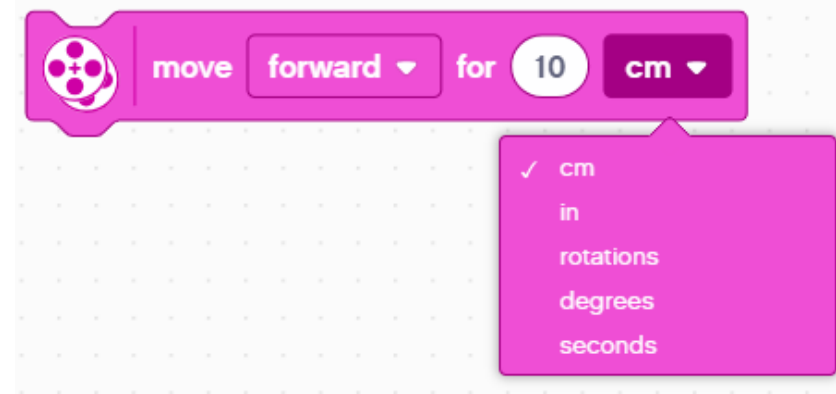 move forward for 10 cm
cm
in
rotations
degrees
seconds